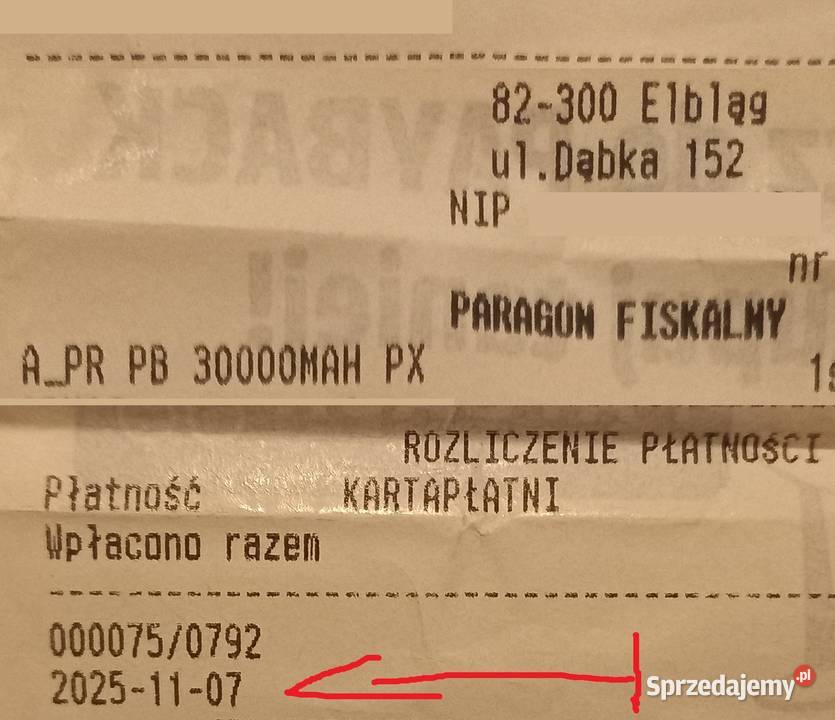 82-300 Elbląg
ul.Dąbka 152
NIP
nr
PARAGON FISKALNY
A_PR PB 30000MAH PX
ROZLICZENIE PŁATNOŚCI
Płatność KARTAPŁATNI
Wpłacono razem
000075/0792
2025-11-07
Sprzedajemy.pl